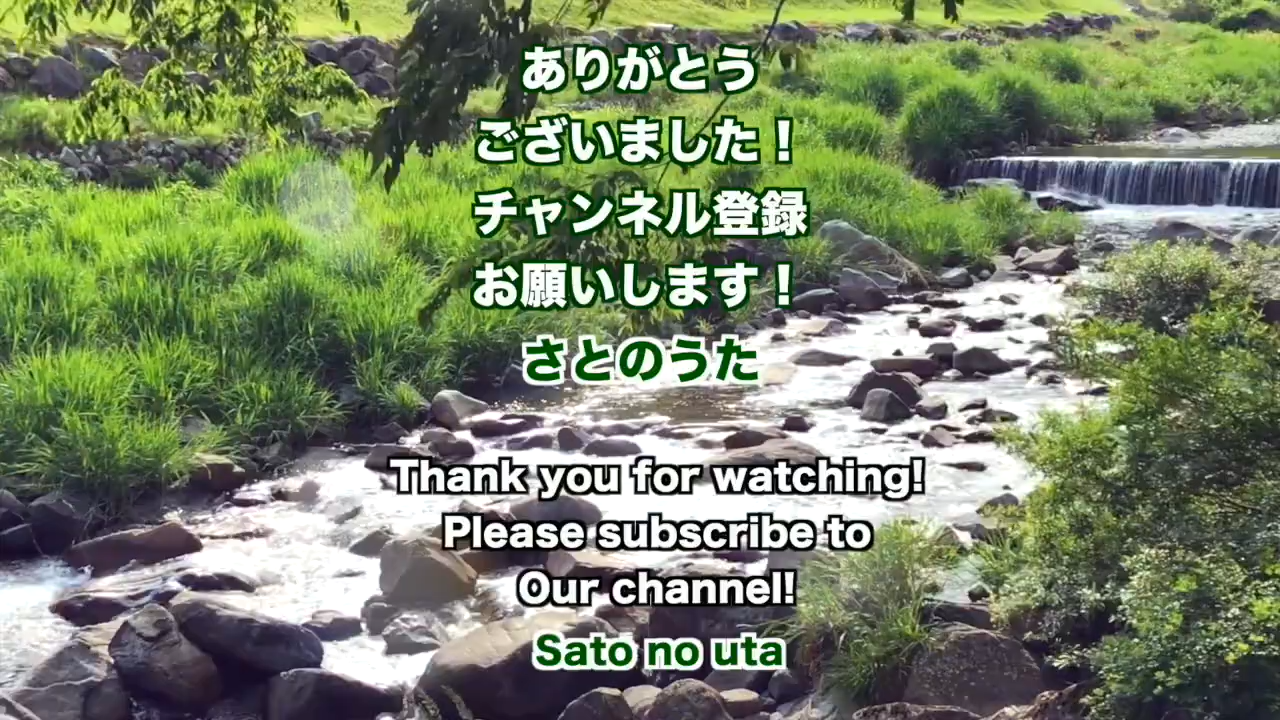 ありがとう
ございました！
チャンネル登録
お願いします！
さとのうた
Thank you for watching!
Please subscribe to
Our channel!
Sato no uta